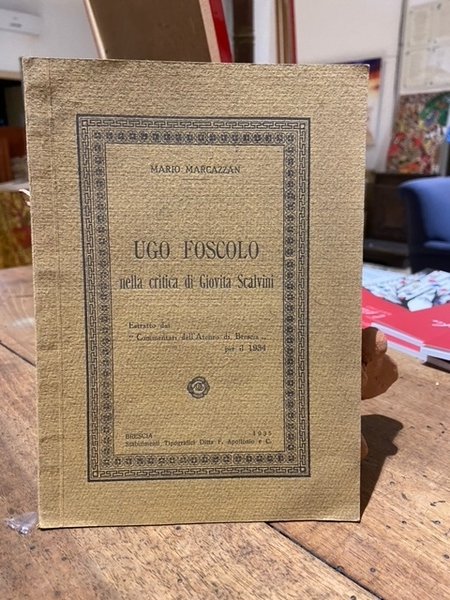 MARIO MARCAZZAN
UGO FOSCOLO
nella critica di Giovita Scalvini
Estratto dai
" Commentari dell'Ateneo di Brescia „
per il 1934
BRESCIA 1935
Stabilimenti Tipografici Ditta F. Apollonio e C.